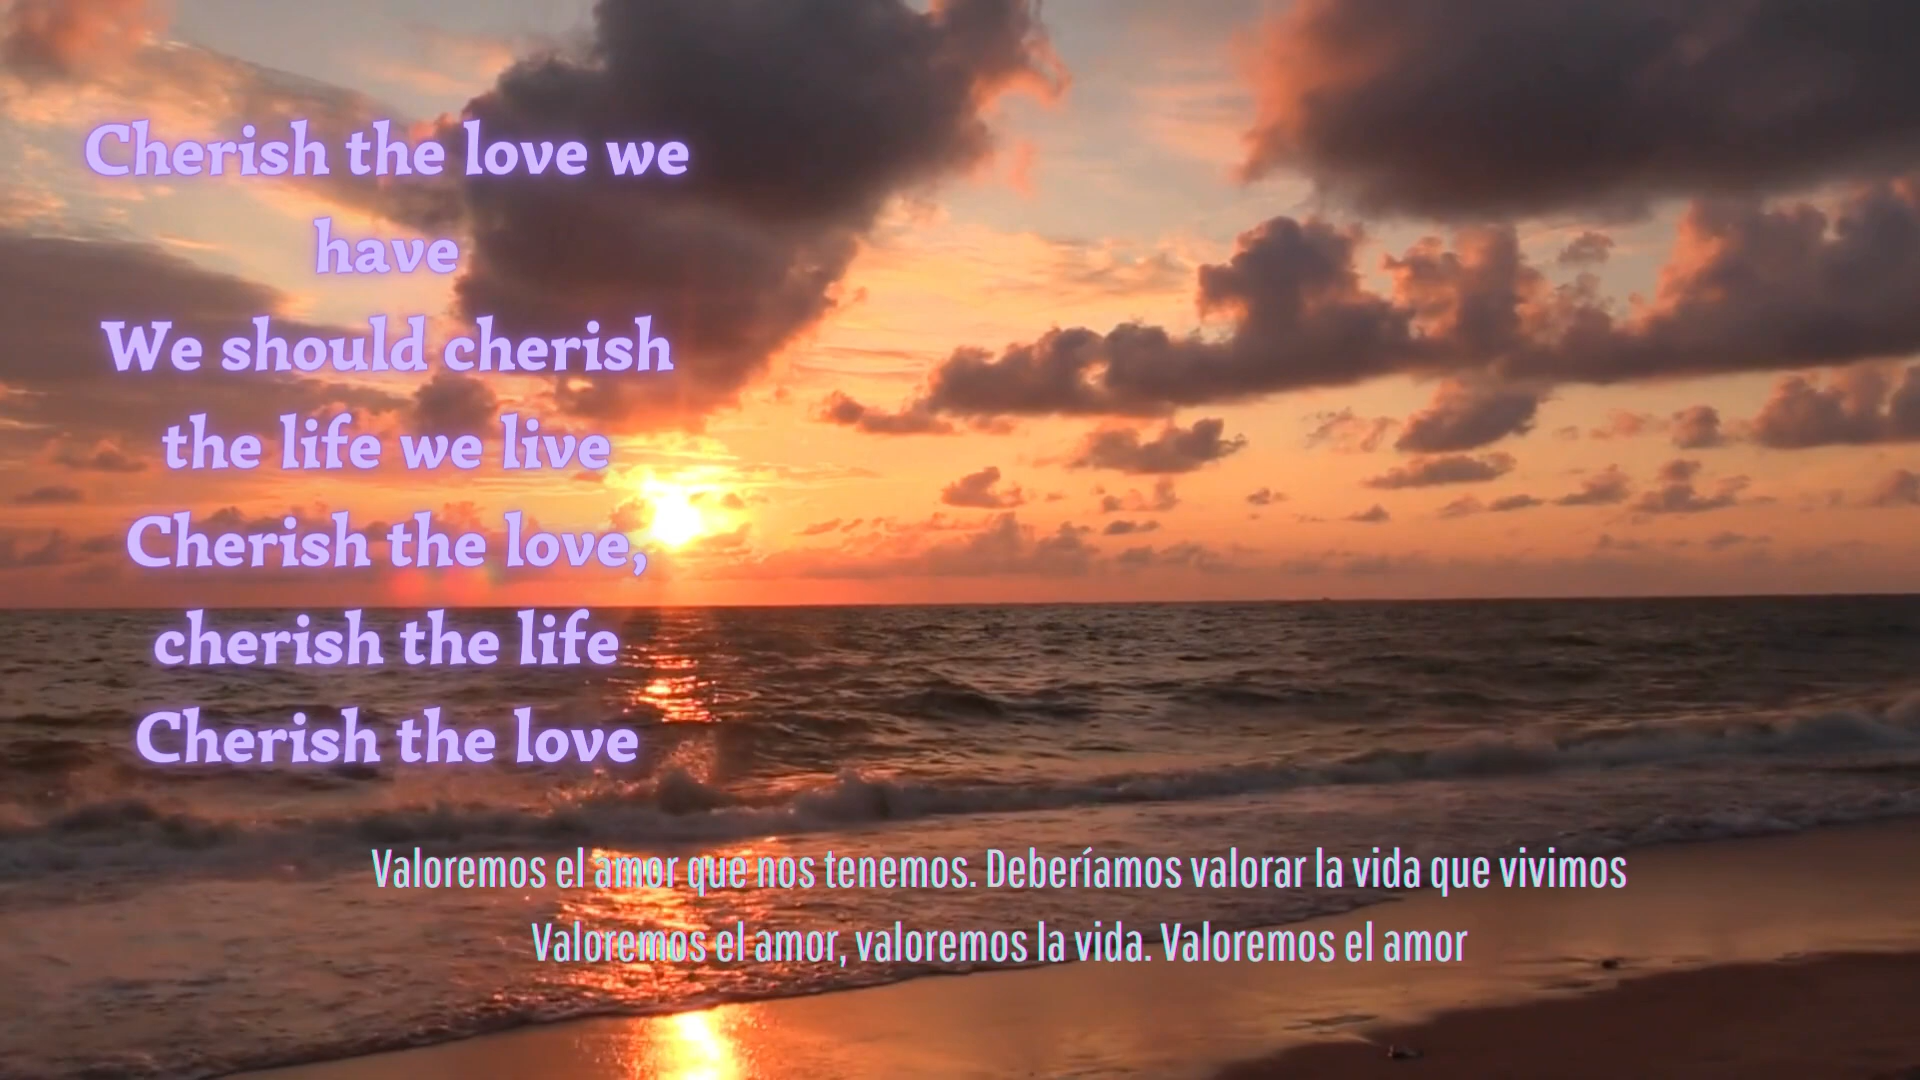 Cherish the love we
have
We should cherish
the life we live
Cherish the love,
cherish the life
Cherish the love
Valoremos el amor que nos tenemos. Deberíamos valorar la vida que vivimos
Valoremos el amor, valoremos la vida. Valoremos el amor